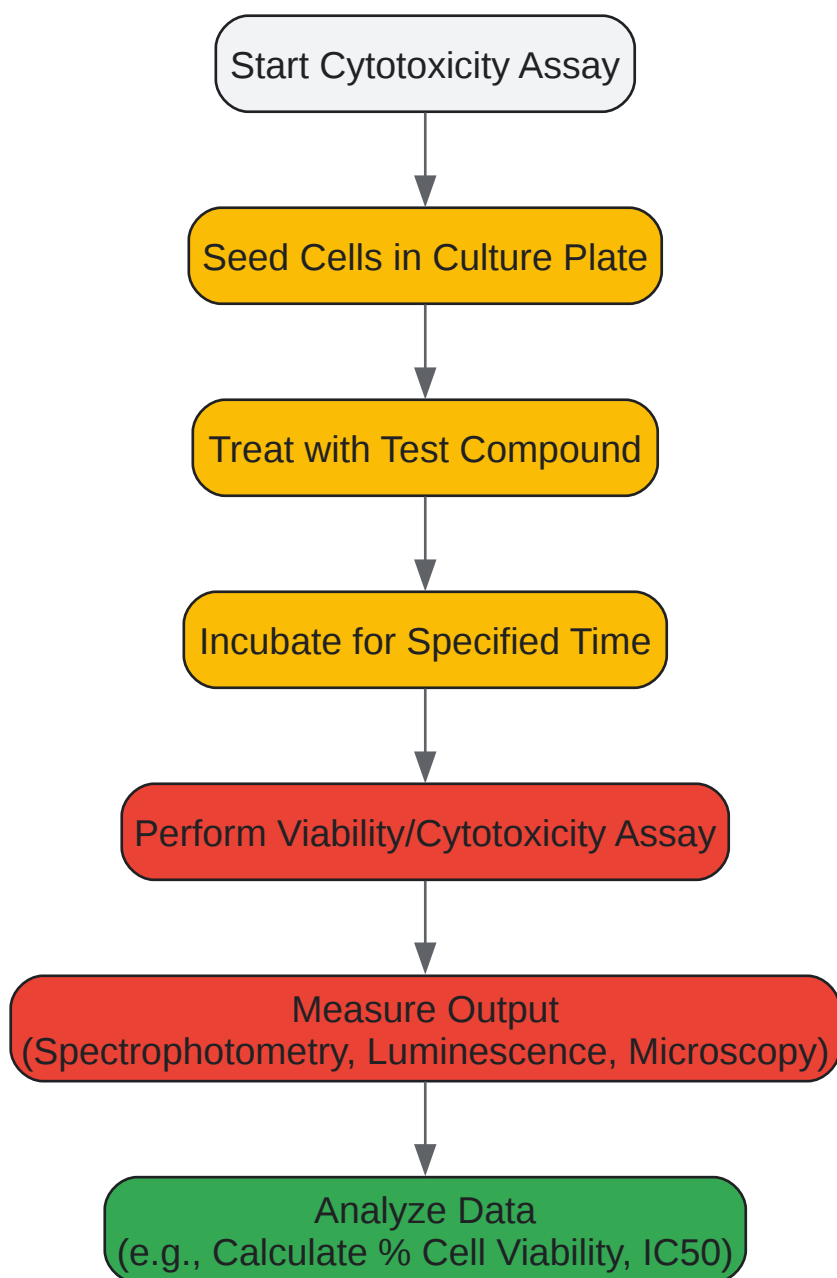 Start Cytotoxicity Assay
Seed Cells in Culture Plate
Treat with Test Compound
Incubate for Specified Time
Perform Viability/Cytotoxicity Assay
Measure Output
(Spectrophotometry, Luminescence, Microscopy)
Analyze Data
(e.g., Calculate % Cell Viability, IC50)